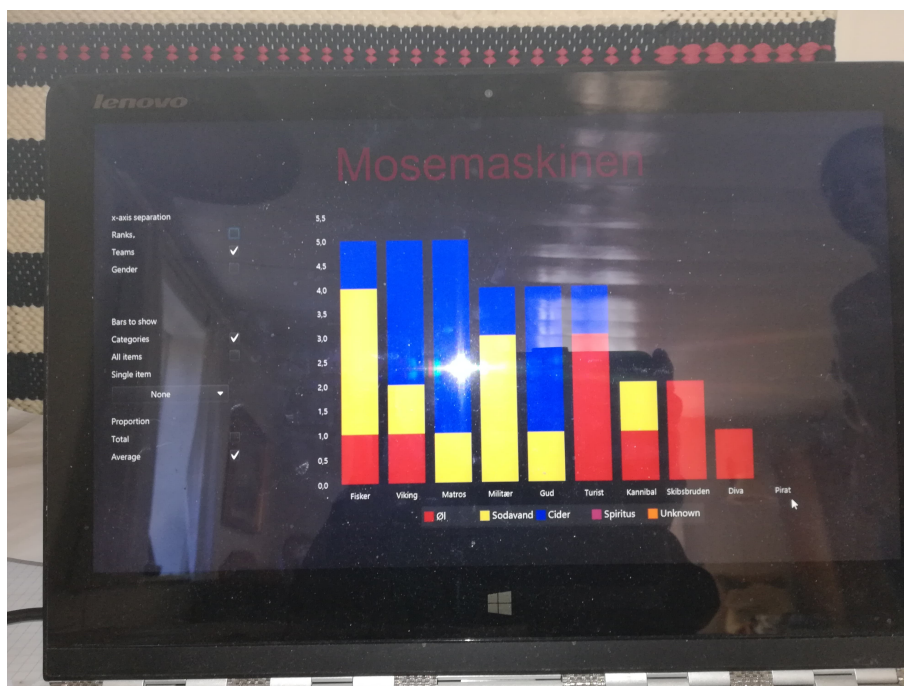 lenovo
Mosemaskinen
x-axis separation
Ranks.
Teams
Gender
Bars to show
Categories
All items
Single item
None
Proportion
Total
Average
5,5
5,0
4,5
4,0
3,5
3,0
2,5
2,0
1,5
1,0
0,5
0,0
Fisker Viking Matros Militær Gud Turist Kannibal Skibsbruden Diva Pirat
Øl Sodavand Cider Spiritus Unknown